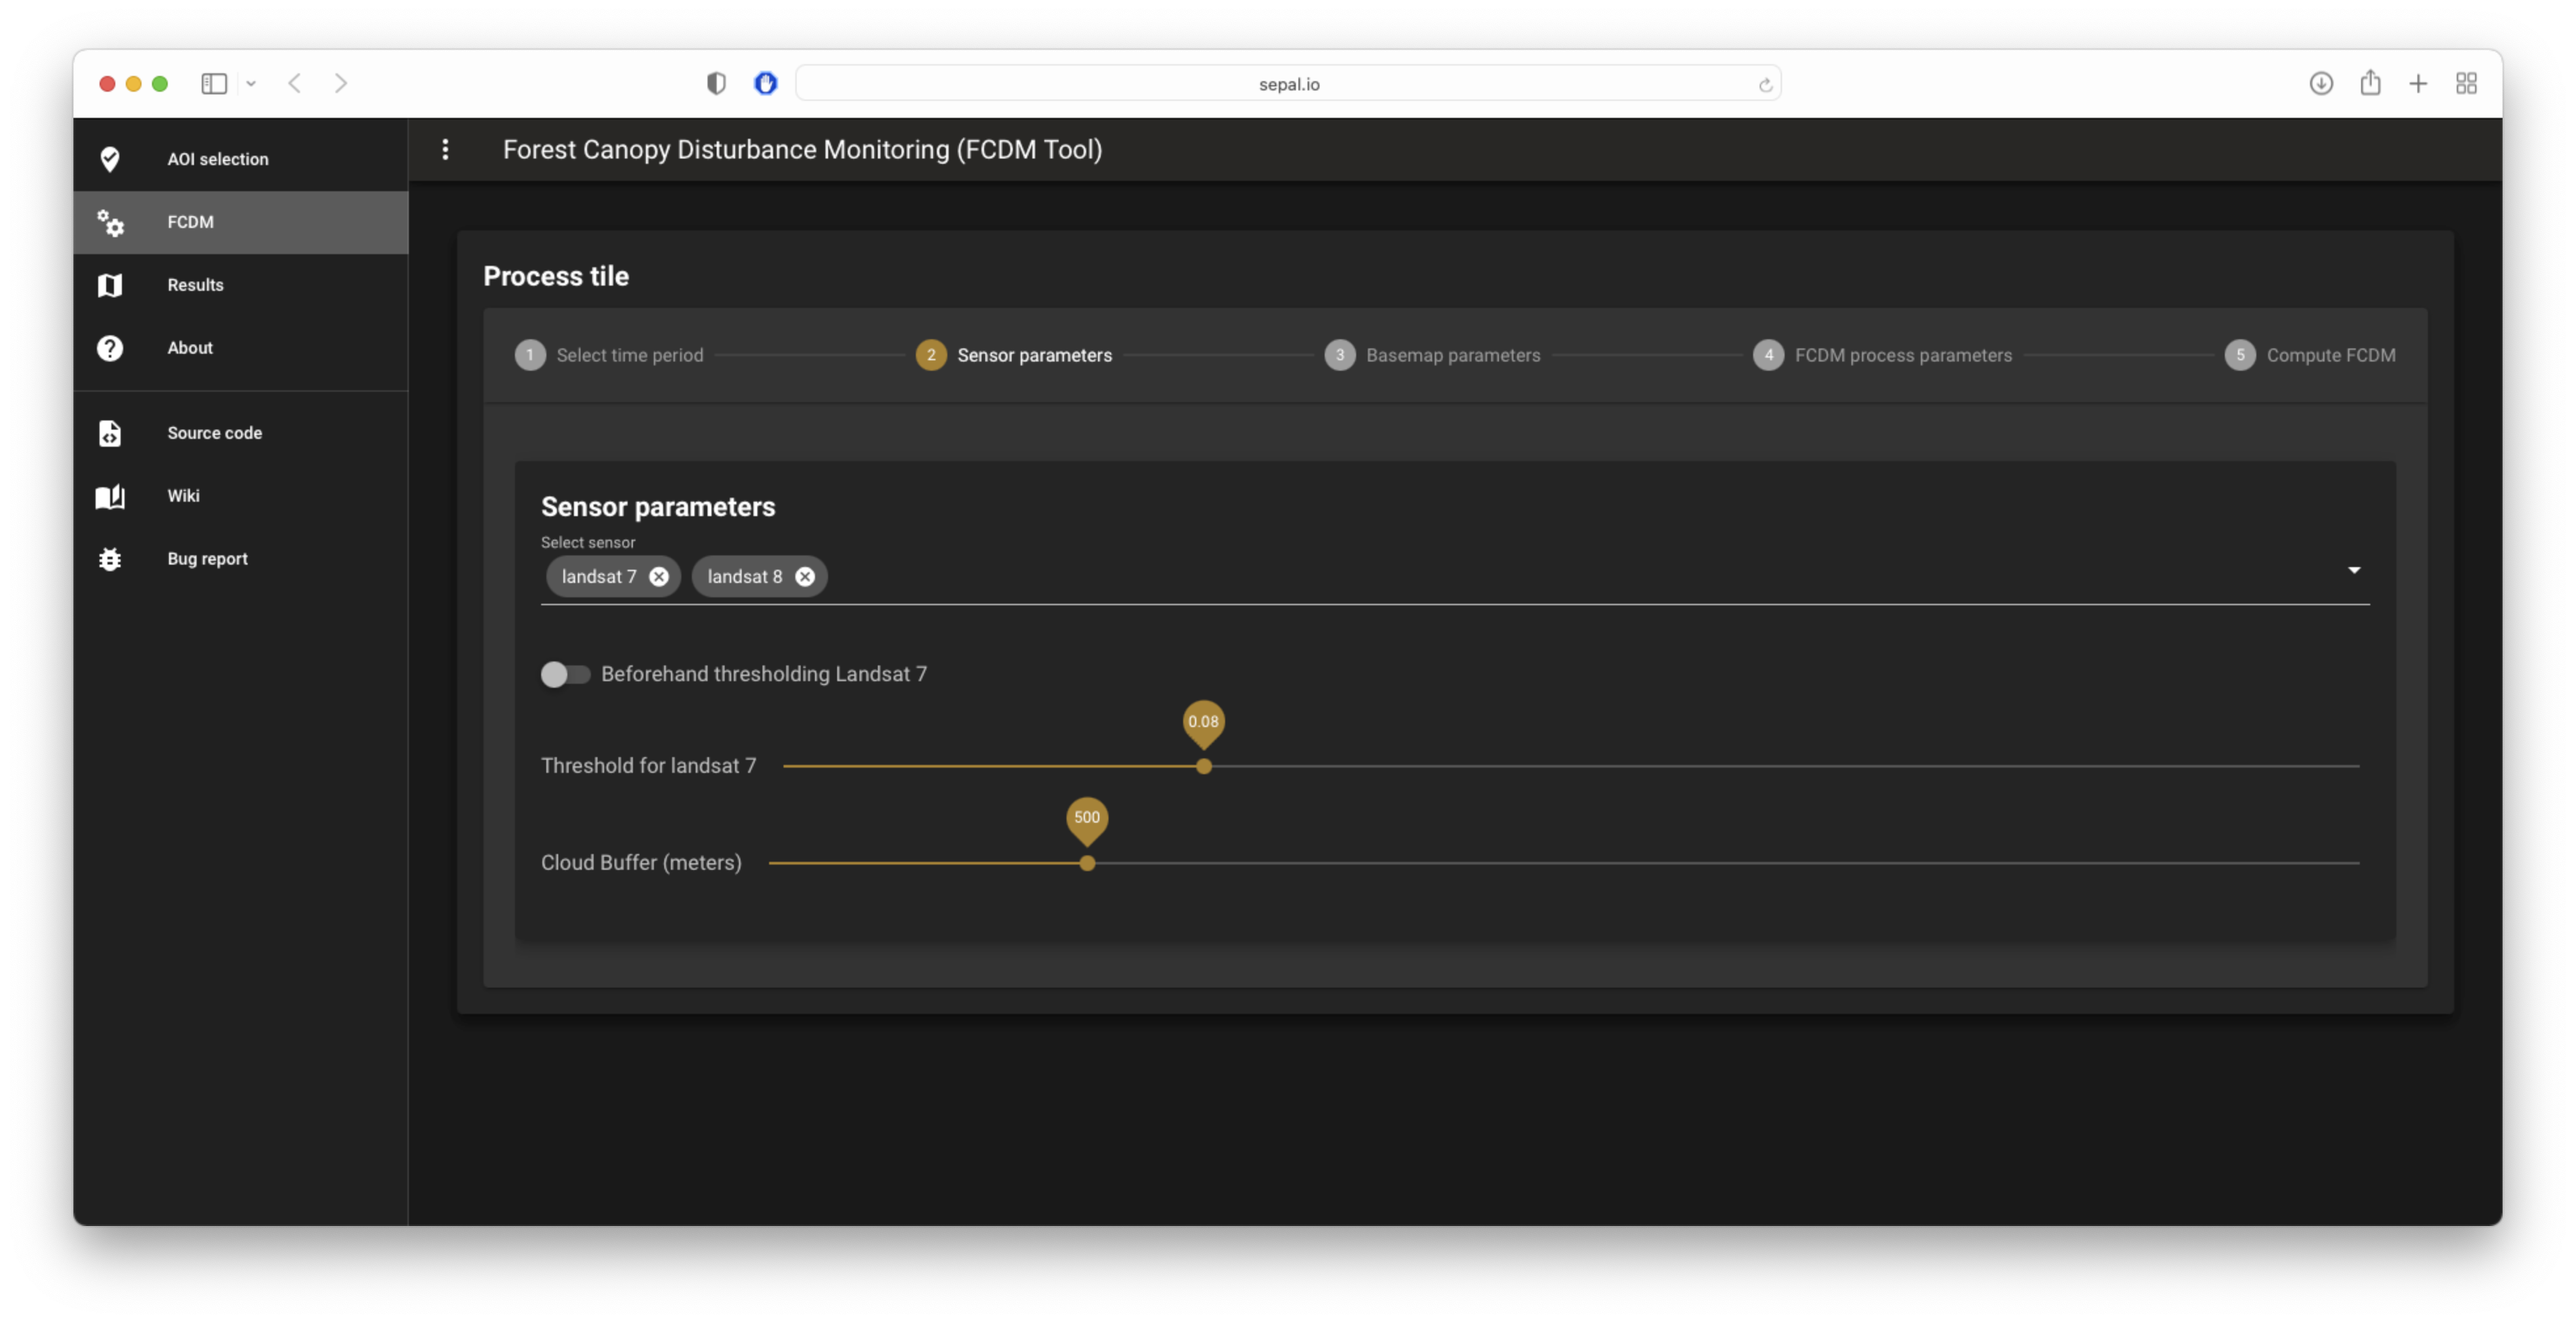 sepal.io
AOI selection
FCDM
Results
About
Source code
Wiki
Bug report
Forest Canopy Disturbance Monitoring (FCDM Tool)
Process tile
1 Select time period 2 Sensor parameters 3 Basemap parameters 4 FCDM process parameters 5 Compute FCDM
Sensor parameters
Select sensor
landsat 7 landsat 8
Beforehand thresholding Landsat 7
0.08
Threshold for landsat 7
500
Cloud Buffer (meters)